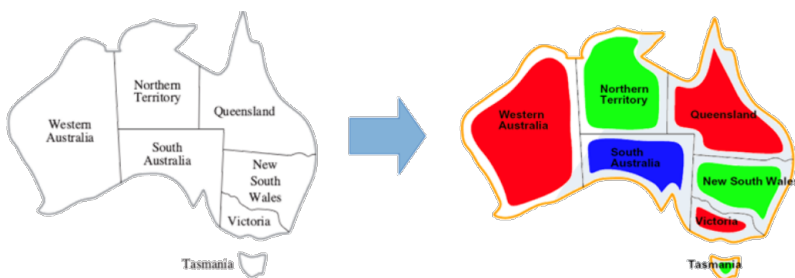 Northern
Territory
Western
Australia
Queensland
South
Australia
New
South
Wales
Victoria
Tasmania
Northern
Territory
Western
Australia
Queensland
South
Australia
New South Wales
Victoria
Tasmania